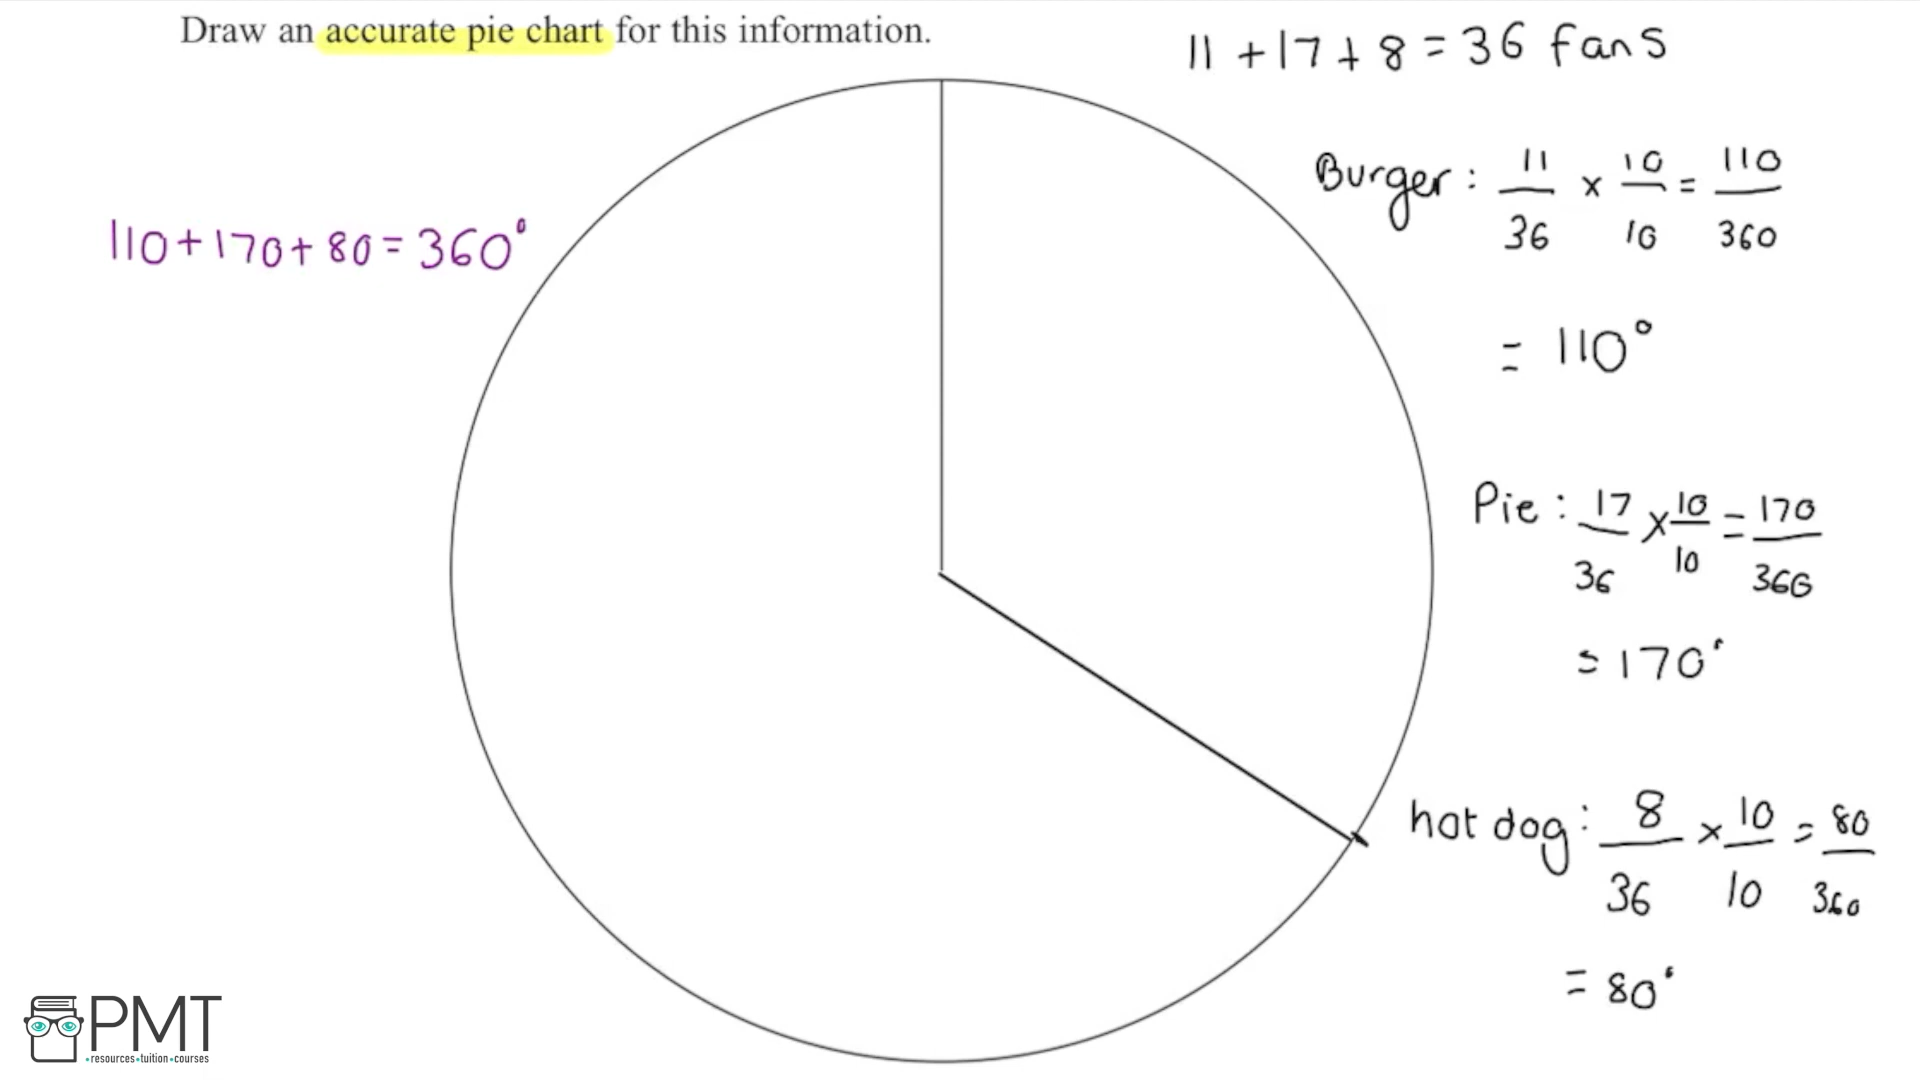 Draw an accurate pie chart for this information.
11 + 17 + 8 = 36 fans
110 + 170 + 80 = 360°
Burger: 11/36 × 10/10 = 110/360
= 110°
Pie: 17/36 × 10/10 = 170/360
= 170°
hot dog: 8/36 × 10/10 = 80/360
= 80°
PMT
•resources•tuition•courses